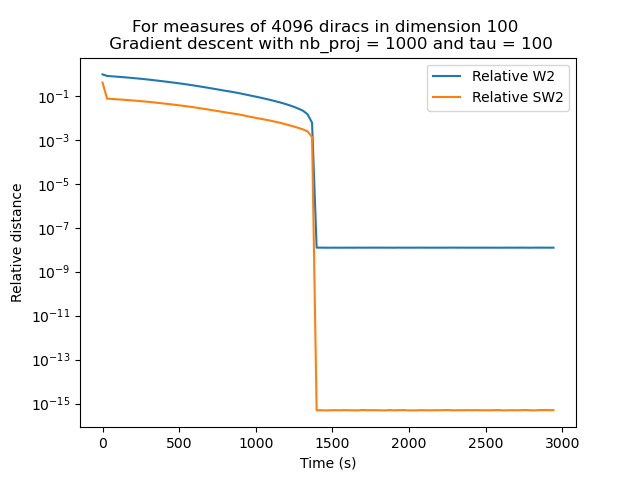 For measures of 4096 diracs in dimension 100
Gradient descent with nb_proj = 1000 and tau = 100
Relative W2
Relative SW2
Relative distance
10⁻¹
10⁻³
10⁻⁵
10⁻⁷
10⁻⁹
10⁻¹¹
10⁻¹³
10⁻¹⁵
0 500 1000 1500 2000 2500 3000
Time (s)